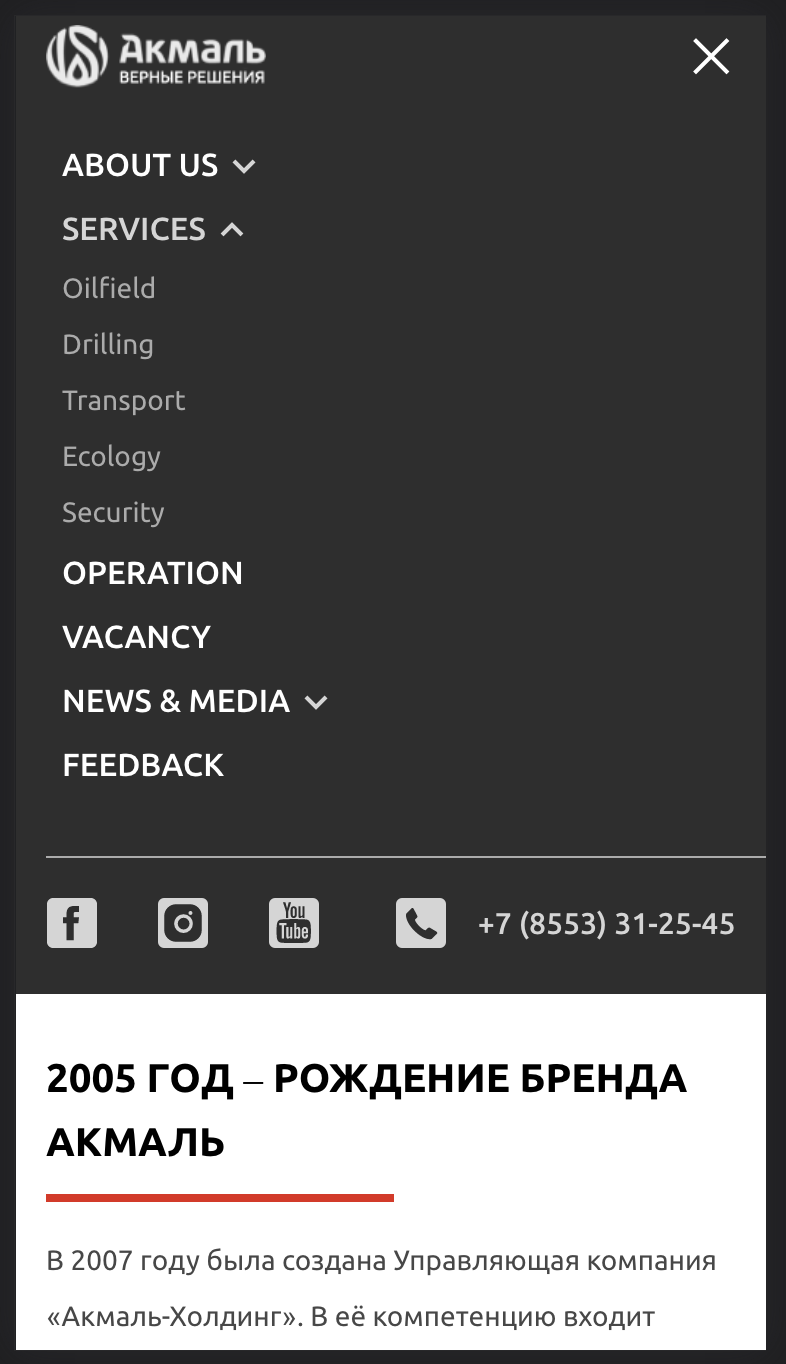 Акмаль
ВЕРНЫЕ РЕШЕНИЯ
ABOUT US
SERVICES
Oilfield
Drilling
Transport
Ecology
Security
OPERATION
VACANCY
NEWS & MEDIA
FEEDBACK
You
Tube
+7 (8553) 31-25-45
2005 ГОД – РОЖДЕНИЕ БРЕНДА
АКМАЛЬ
В 2007 году была создана Управляющая компания
«Акмаль-Холдинг». В её компетенцию входит